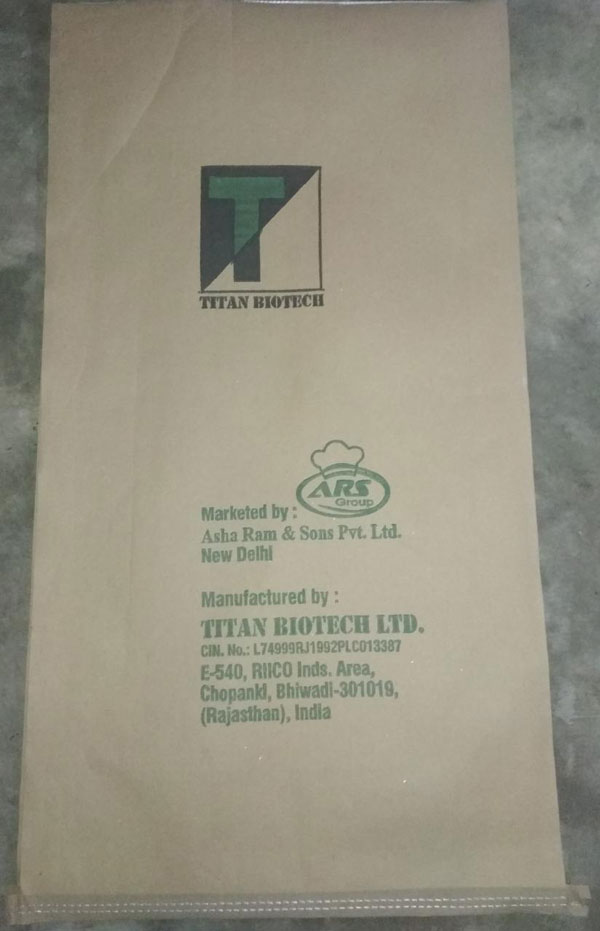 T
TITAN BIOTECH
ARS
Group
Marketed by :
Asha Ram & Sons Pvt. Ltd.
New Delhi
Manufactured by :
TITAN BIOTECH LTD.
CIN. No.: L74999RJ1992PLC013387
E-540, RIICO Inds. Area,
Chopanki, Bhiwadi-301019,
(Rajasthan), India